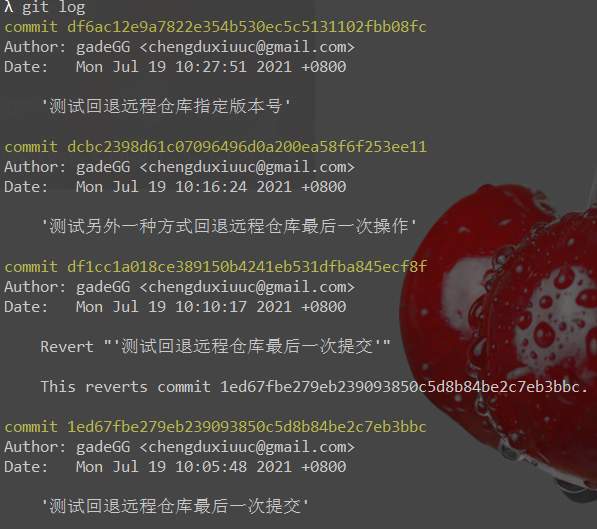 λ git log
commit df6ac12e9a7822e354b530ec5c5131102fbb08fc
Author: gadeGG <chengduxiuuc@gmail.com>
Date:   Mon Jul 19 10:27:51 2021 +0800
'测试回退远程仓库指定版本号'
commit dcbc2398d61c07096496d0a200ea58f6f253ee11
Author: gadeGG <chengduxiuuc@gmail.com>
Date:   Mon Jul 19 10:16:24 2021 +0800
'测试另外一种方式回退远程仓库最后一次操作'
commit df1cc1a018ce389150b4241eb531dfba845ecf8f
Author: gadeGG <chengduxiuuc@gmail.com>
Date:   Mon Jul 19 10:10:17 2021 +0800
Revert "'测试回退远程仓库最后一次提交'"
This reverts commit 1ed67fbe279eb239093850c5d8b84be2c7eb3bbc.
commit 1ed67fbe279eb239093850c5d8b84be2c7eb3bbc
Author: gadeGG <chengduxiuuc@gmail.com>
Date:   Mon Jul 19 10:05:48 2021 +0800
'测试回退远程仓库最后一次提交'